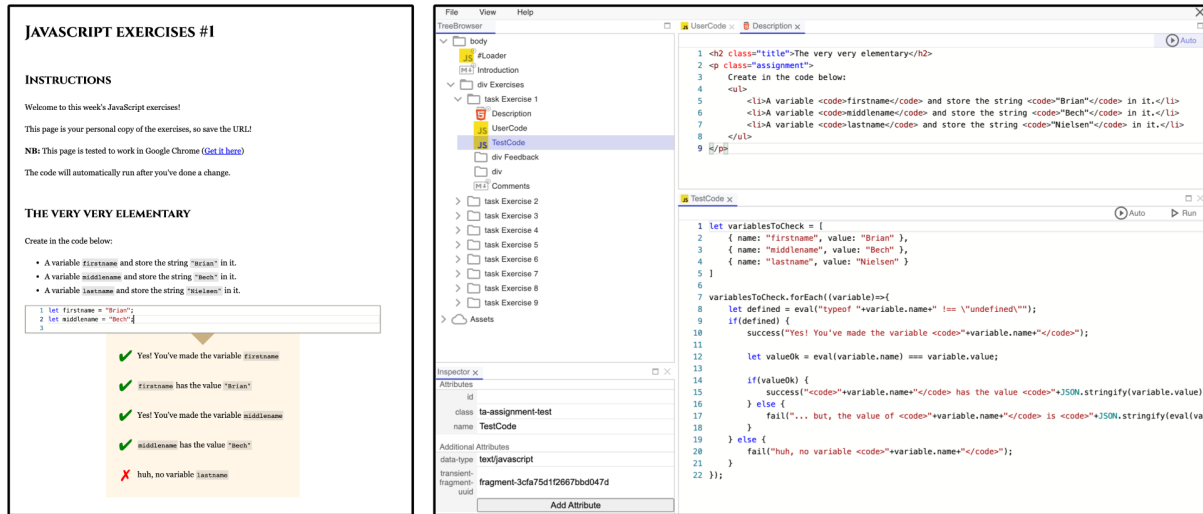 JAVASCRIPT EXERCISES #1
INSTRUCTIONS
Welcome to this week's JavaScript exercises!
This page is your personal copy of the exercises, so save the URL!
NB: This page is tested to work in Google Chrome (Get it here)
The code will automatically run after you've done a change.
THE VERY VERY ELEMENTARY
Create in the code below:
• A variable firstname and store the string "Brian" in it.
• A variable middlename and store the string "Bech" in it.
• A variable lastname and store the string "Nielsen" in it.
1 let firstname = "Brian";
2 let middlename = "Bech";
3
Yes! You've made the variable firstname
firstname has the value "Brian"
Yes! You've made the variable middlename
middlename has the value "Bech"
huh, no variable lastname
File View Help
TreeBrowser
body
JS #Loader
M↓ Introduction
div Exercises
task Exercise 1
5 Description
JS UserCode
JS TestCode
div Feedback
div
M↓ Comments
task Exercise 2
task Exercise 3
task Exercise 4
task Exercise 5
task Exercise 6
task Exercise 7
task Exercise 8
task Exercise 9
Assets
Inspector x
Attributes
id
class ta-assignment-test
name TestCode
Additional Attributes
data-type text/javascript
transient-fragment-uuid fragment-3cfa75d1f2667bbd047d
Add Attribute
UserCode x Description x
Auto
1 <h2 class="title">The very very elementary</h2>
2 <p class="assignment">
3 Create in the code below:
4 <ul>
5 <li>A variable <code>firstname</code> and store the string <code>"Brian"</code> in it.</li>
6 <li>A variable <code>middlename</code> and store the string <code>"Bech"</code> in it.</li>
7 <li>A variable <code>lastname</code> and store the string <code>"Nielsen"</code> in it.</li>
8 </ul>
9 </p>
TestCode x
Auto Run
1 let variablesToCheck = [
2 { name: "firstname", value: "Brian" },
3 { name: "middlename", value: "Bech" },
4 { name: "lastname", value: "Nielsen" }
5 ]
6
7 variablesToCheck.forEach((variable)=>{
8 let defined = eval("typeof "+variable.name+" !== \"undefined\"");
9 if(defined) {
10 success("Yes! You've made the variable <code>"+variable.name+"</code>");
11
12 let valueOk = eval(variable.name) === variable.value;
13
14 if(valueOk) {
15 success("<code>"+variable.name+"</code> has the value <code>"+JSON.stringify(variable.value)
16 } else {
17 fail("... but, the value of <code>"+variable.name+"</code> is <code>"+JSON.stringify(eval(va
18 }
19 } else {
20 fail("huh, no variable <code>"+variable.name+"</code>");
21 }
22 });